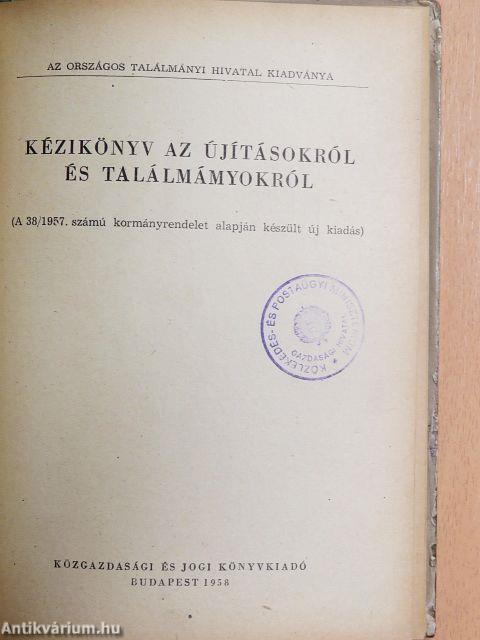 AZ ORSZÁGOS TALÁLMÁNYI HIVATAL KIADVÁNYA
KÉZIKÖNYV AZ ÚJÍTÁSOKRÓL
ÉS TALÁLMÁMYOKRÓL
(A 38/1957. számú kormányrendelet alapján készült új kiadás)
KÖZLEKEDÉS- ÉS POSTAÜGYI MINISZTÉRIUM
GAZDASÁGI HIVATAL
KÖZGAZDASÁGI ÉS JOGI KÖNYVKIADÓ
BUDAPEST 1958
Antikvárium.hu